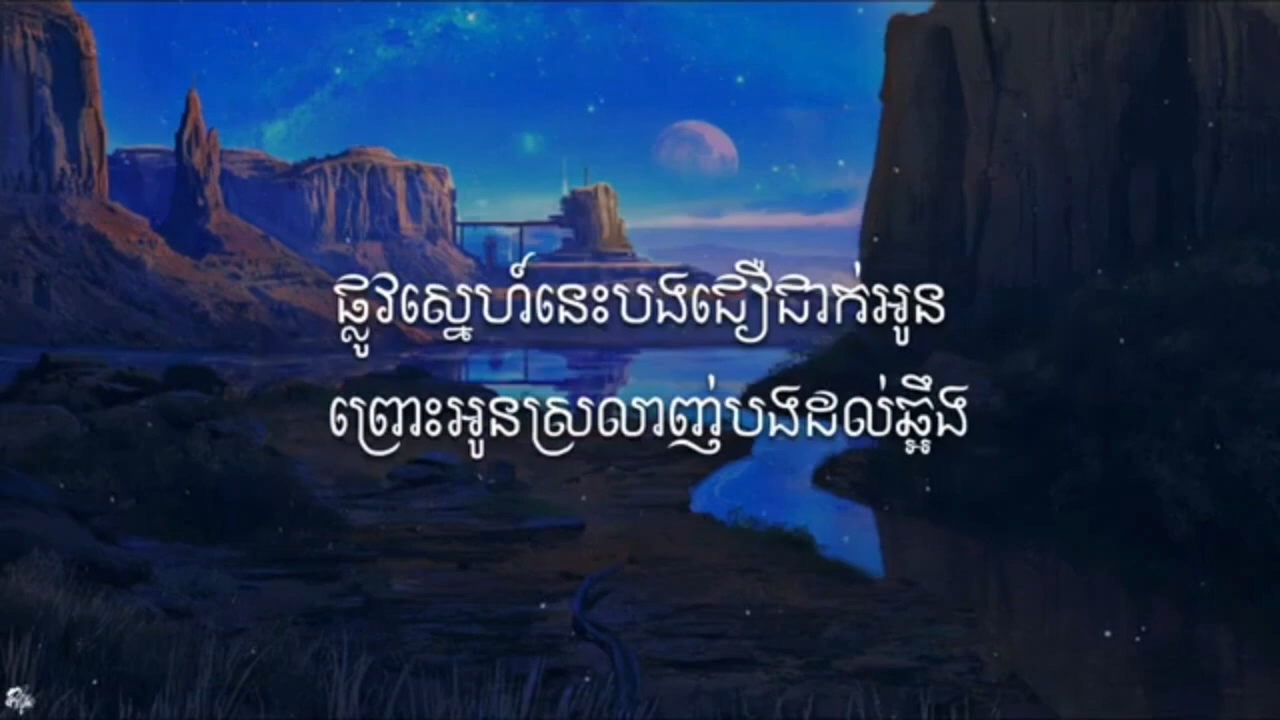 ផ្លូវស្នេហ៍នេះបងជឿជាក់អូន
ព្រោះអូនស្រលាញ់បងដល់ឆ្អឹង